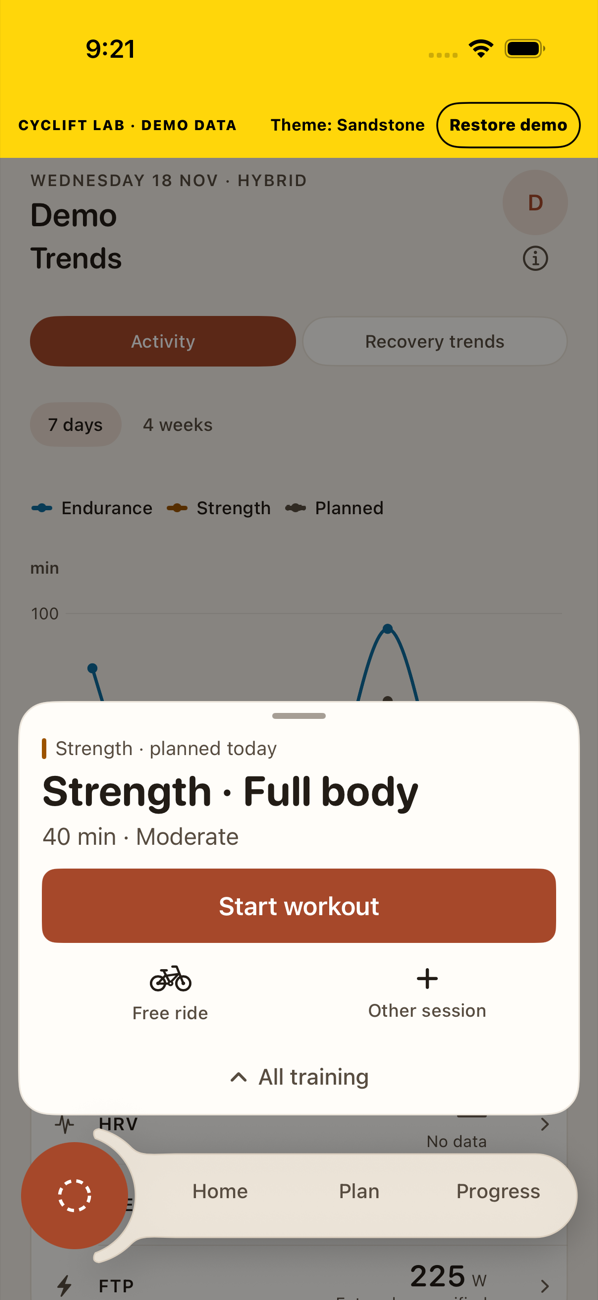 9:21
CYCLIFT LAB · DEMO DATA Theme: Sandstone Restore demo
WEDNESDAY 18 NOV · HYBRID
Demo
D
Trends
Activity Recovery trends
7 days 4 weeks
Endurance Strength Planned
min
100
Strength · planned today
Strength · Full body
40 min · Moderate
Start workout
Free ride Other session
All training
HRV
No data
Home Plan Progress
FTP 225 W